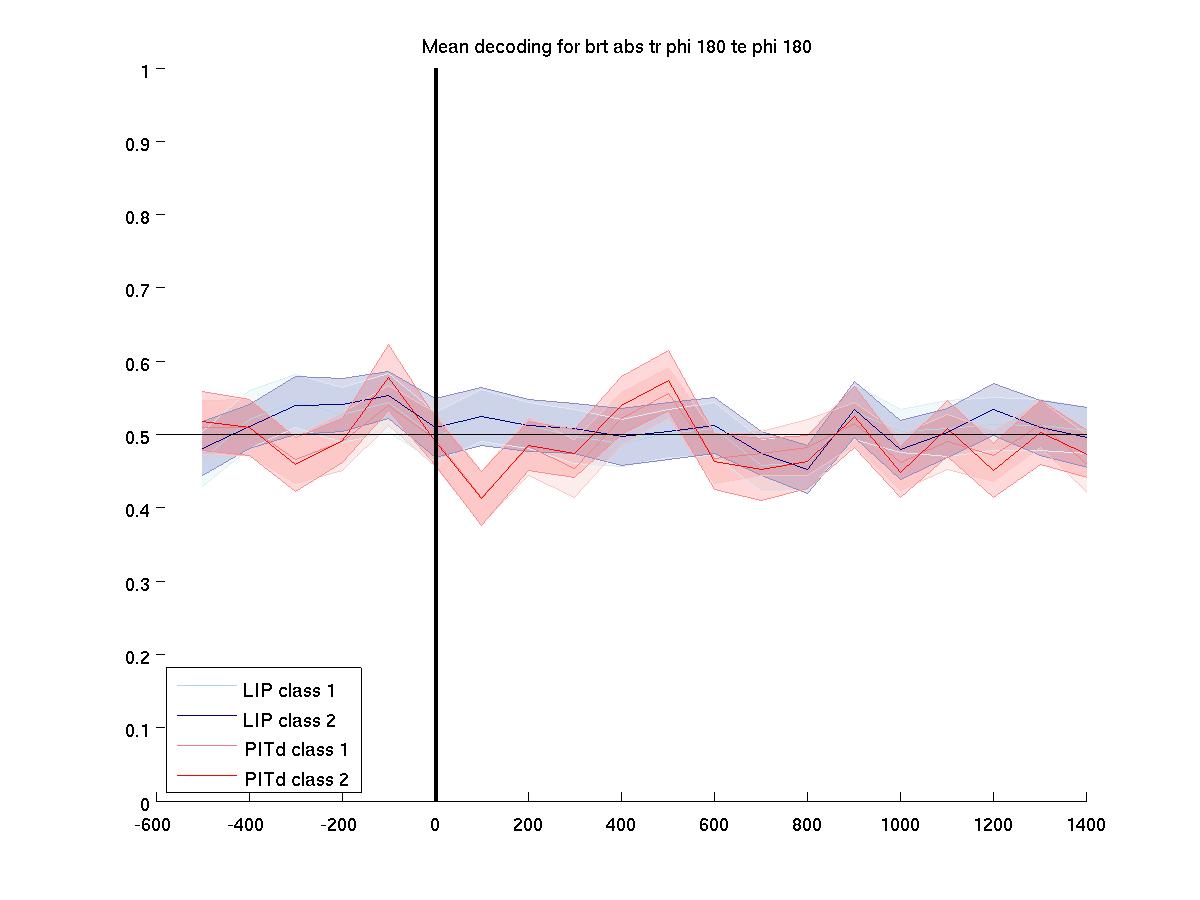 Mean decoding for brt abs tr phi 180 te phi 180
1
0.9
0.8
0.7
0.6
0.5
0.4
0.3
0.2
0.1
0
LIP class 1
LIP class 2
PITd class 1
PITd class 2
-600 -400 -200 0 200 400 600 800 1000 1200 1400